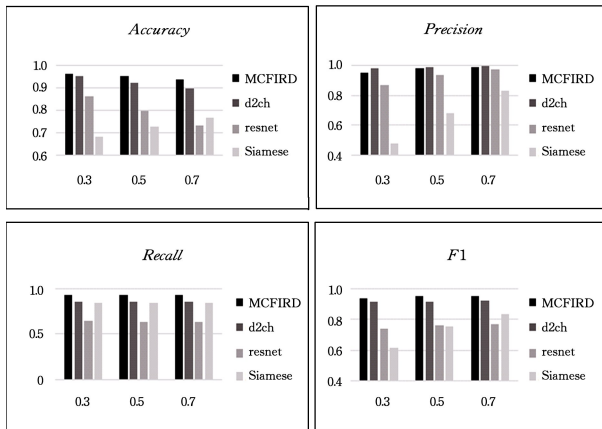 Accuracy
1.0
0.9
0.8
0.7
0.6
0.3 0.5 0.7
MCFIRD
d2ch
resnet
Siamese
Precision
1.0
0.8
0.6
0.4
0.3 0.5 0.7
MCFIRD
d2ch
resnet
Siamese
Recall
1.0
0.5
0
0.3 0.5 0.7
MCFIRD
d2ch
resnet
Siamese
F1
1.0
0.8
0.6
0.4
0.3 0.5 0.7
MCFIRD
d2ch
resnet
Siamese